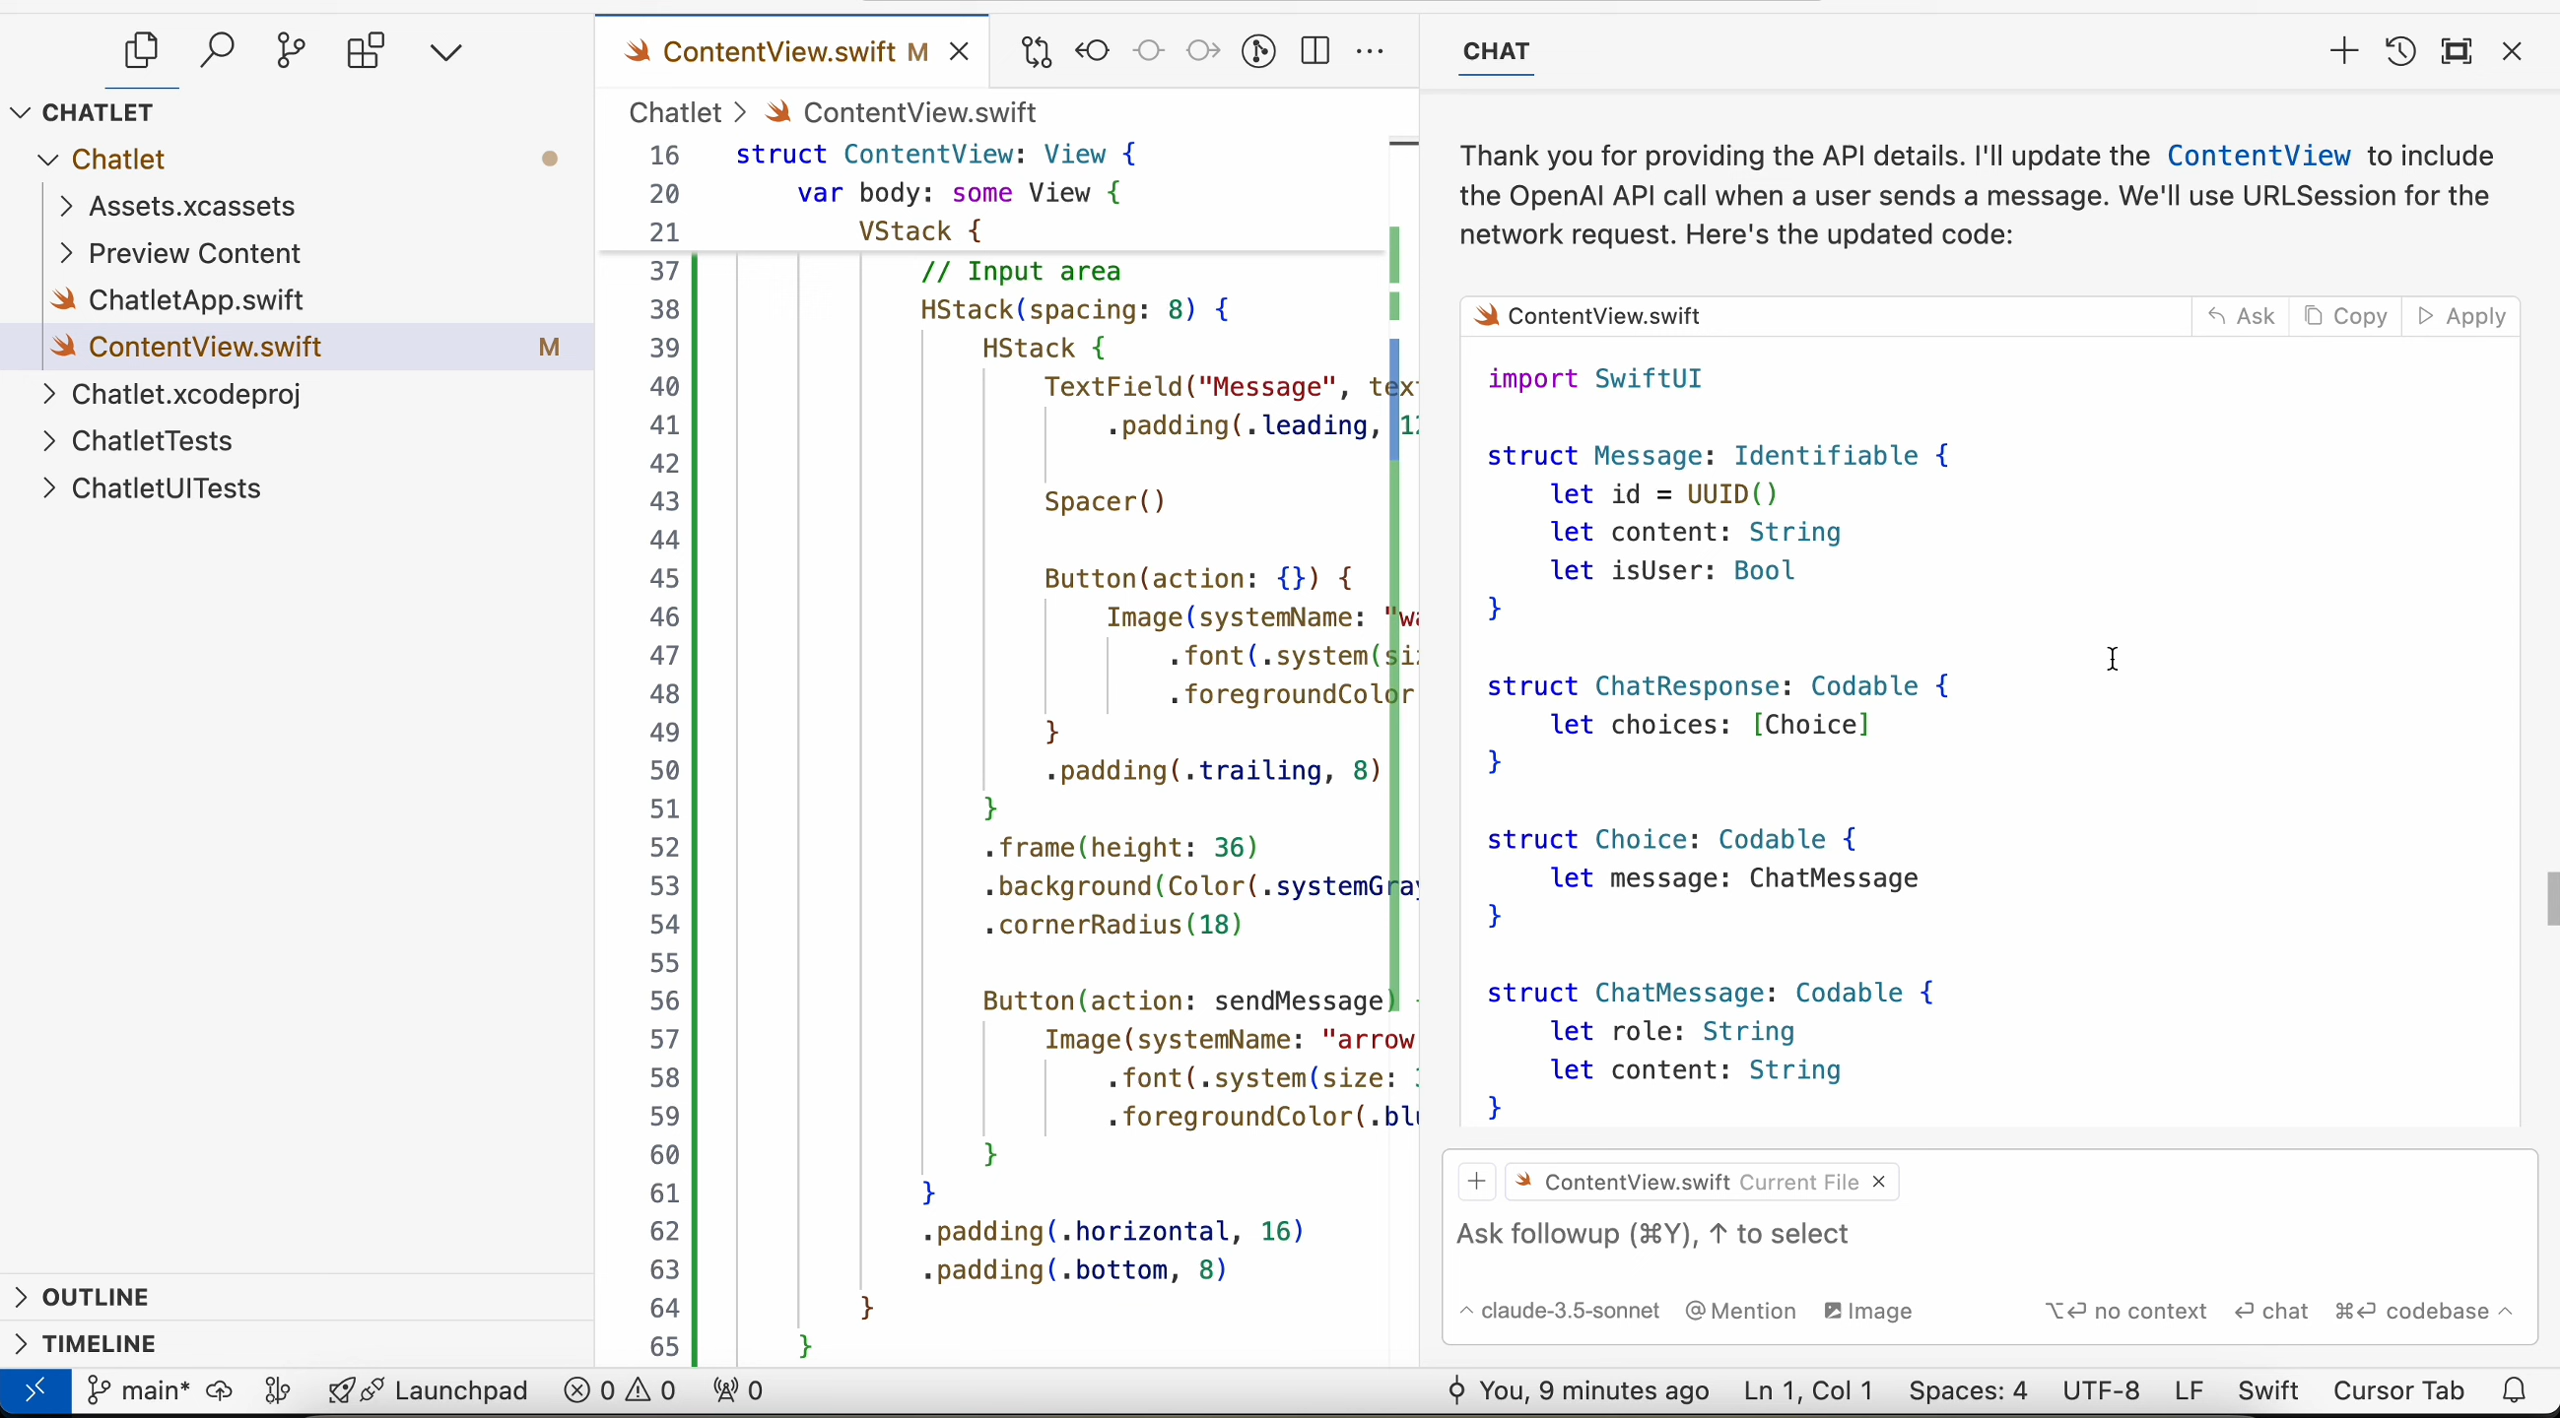 CHATLET
Chatlet
Assets.xcassets
Preview Content
ChatletApp.swift
ContentView.swift M
Chatlet.xcodeproj
ChatletTests
ChatletUITests
OUTLINE
TIMELINE
ContentView.swift M
Chatlet > ContentView.swift
16 struct ContentView: View {
20 var body: some View {
21 VStack {
37 // Input area
38 HStack(spacing: 8) {
39 HStack {
40 TextField("Message", tex
41 .padding(.leading, 12
42
43 Spacer()
44
45 Button(action: {}) {
46 Image(systemName: "wa
47 .font(.system(si
48 .foregroundColor
49 }
50 .padding(.trailing, 8)
51 }
52 .frame(height: 36)
53 .background(Color(.systemGray
54 .cornerRadius(18)
55
56 Button(action: sendMessage)
57 Image(systemName: "arrow
58 .font(.system(size:
59 .foregroundColor(.blu
60 }
61 }
62 .padding(.horizontal, 16)
63 .padding(.bottom, 8)
64 }
65 }
CHAT
Thank you for providing the API details. I'll update the ContentView to include
the OpenAI API call when a user sends a message. We'll use URLSession for the
network request. Here's the updated code:
ContentView.swift Ask Copy Apply
import SwiftUI
struct Message: Identifiable {
let id = UUID()
let content: String
let isUser: Bool
}
struct ChatResponse: Codable {
let choices: [Choice]
}
struct Choice: Codable {
let message: ChatMessage
}
struct ChatMessage: Codable {
let role: String
let content: String
}
+ ContentView.swift Current File ×
Ask followup (⌘Y), ↑ to select
claude-3.5-sonnet @ Mention Image ⌥⏎ no context ⏎ chat ⌘⏎ codebase
main* Launchpad 0 0 0 You, 9 minutes ago Ln 1, Col 1 Spaces: 4 UTF-8 LF Swift Cursor Tab